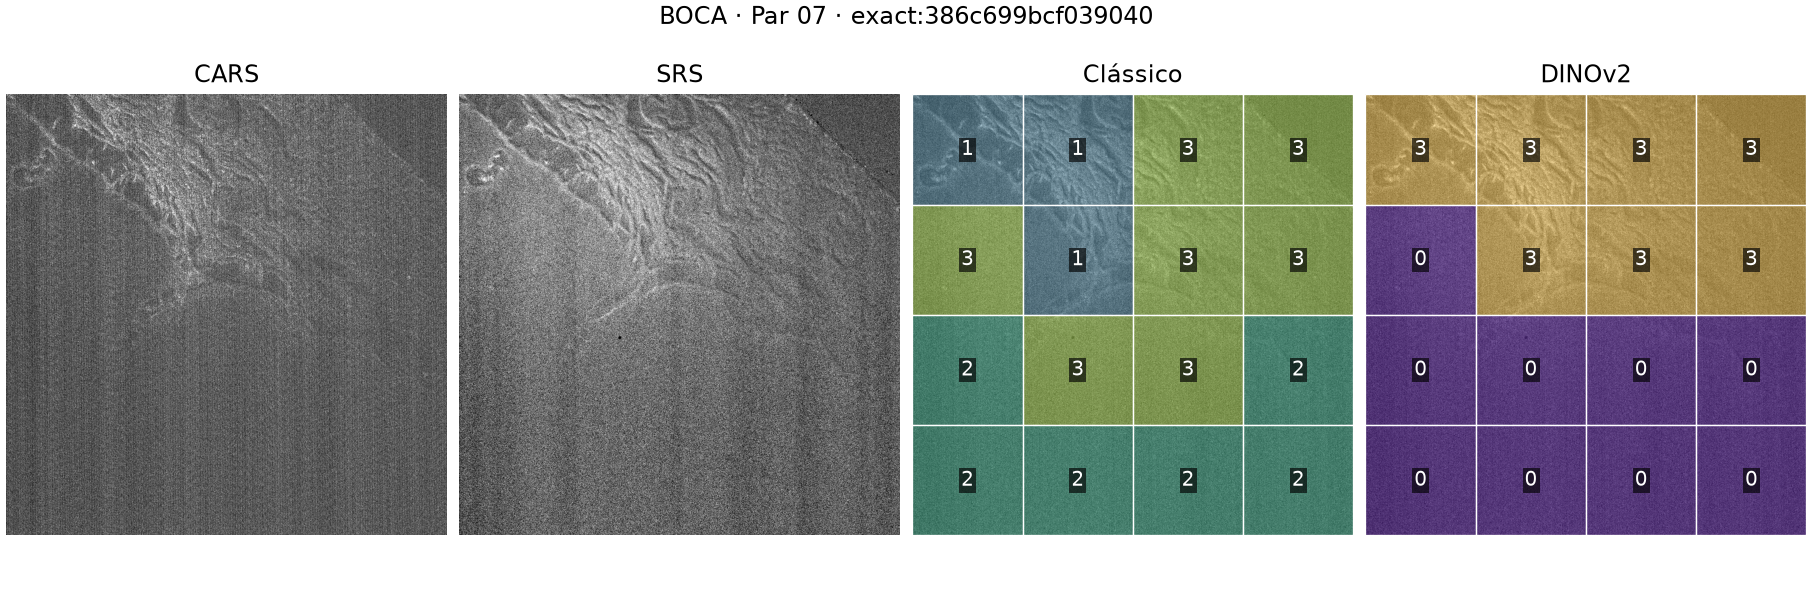 BOCA · Par 07 · exact:386c699bcf039040
CARS SRS Clássico DINOv2
1 1 3 3 3 3 3 3
3 1 3 3 0 3 3 3
2 3 3 2 0 0 0 0
2 2 2 2 0 0 0 0